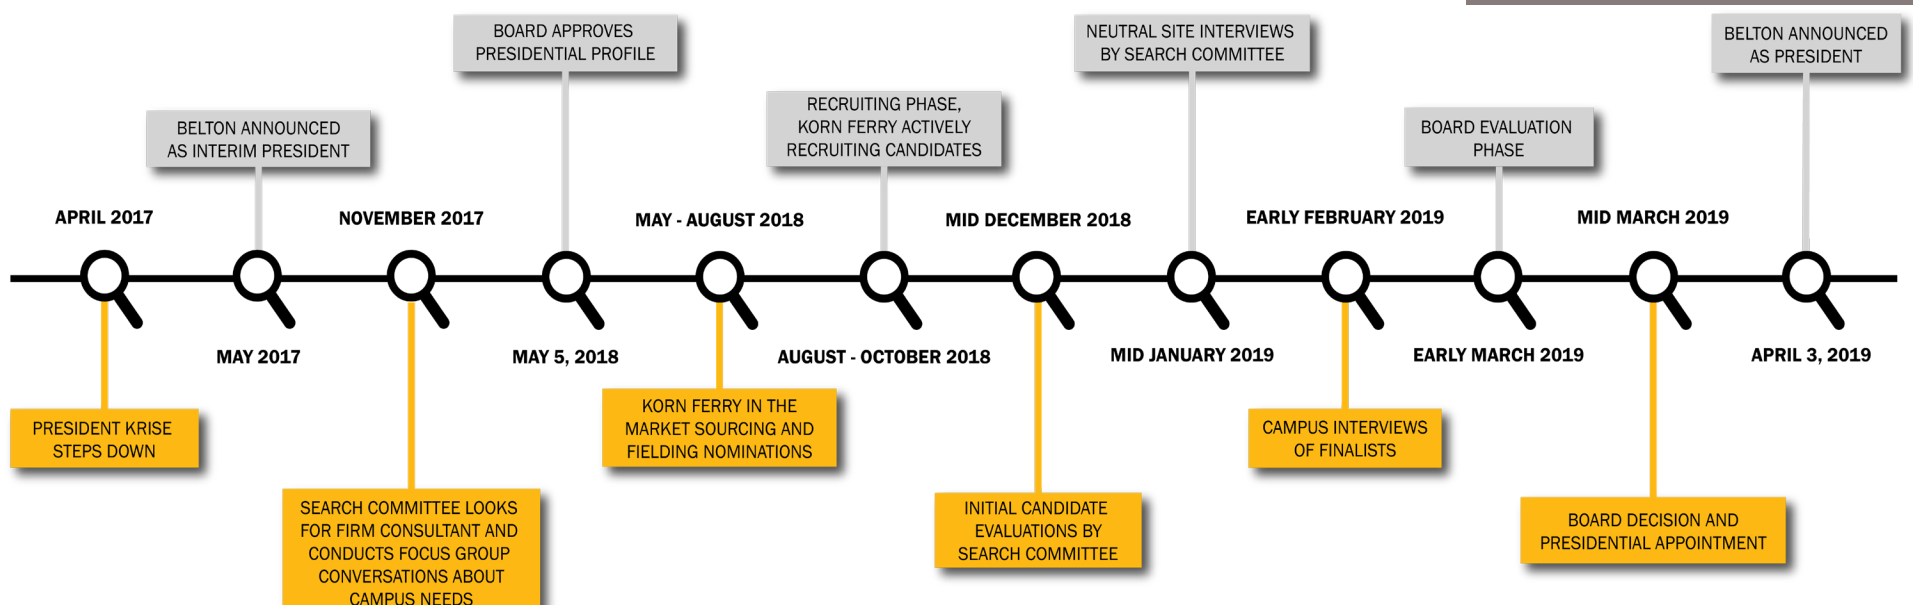 APRIL 2017
PRESIDENT KRISE
STEPS DOWN
BELTON ANNOUNCED
AS INTERIM PRESIDENT
MAY 2017
NOVEMBER 2017
SEARCH COMMITTEE LOOKS
FOR FIRM CONSULTANT AND
CONDUCTS FOCUS GROUP
CONVERSATIONS ABOUT
CAMPUS NEEDS
BOARD APPROVES
PRESIDENTIAL PROFILE
MAY 5, 2018
MAY - AUGUST 2018
KORN FERRY IN THE
MARKET SOURCING AND
FIELDING NOMINATIONS
RECRUITING PHASE,
KORN FERRY ACTIVELY
RECRUITING CANDIDATES
AUGUST - OCTOBER 2018
MID DECEMBER 2018
INITIAL CANDIDATE
EVALUATIONS BY
SEARCH COMMITTEE
NEUTRAL SITE INTERVIEWS
BY SEARCH COMMITTEE
MID JANUARY 2019
EARLY FEBRUARY 2019
CAMPUS INTERVIEWS
OF FINALISTS
BOARD EVALUATION
PHASE
EARLY MARCH 2019
MID MARCH 2019
BOARD DECISION AND
PRESIDENTIAL APPOINTMENT
BELTON ANNOUNCED
AS PRESIDENT
APRIL 3, 2019